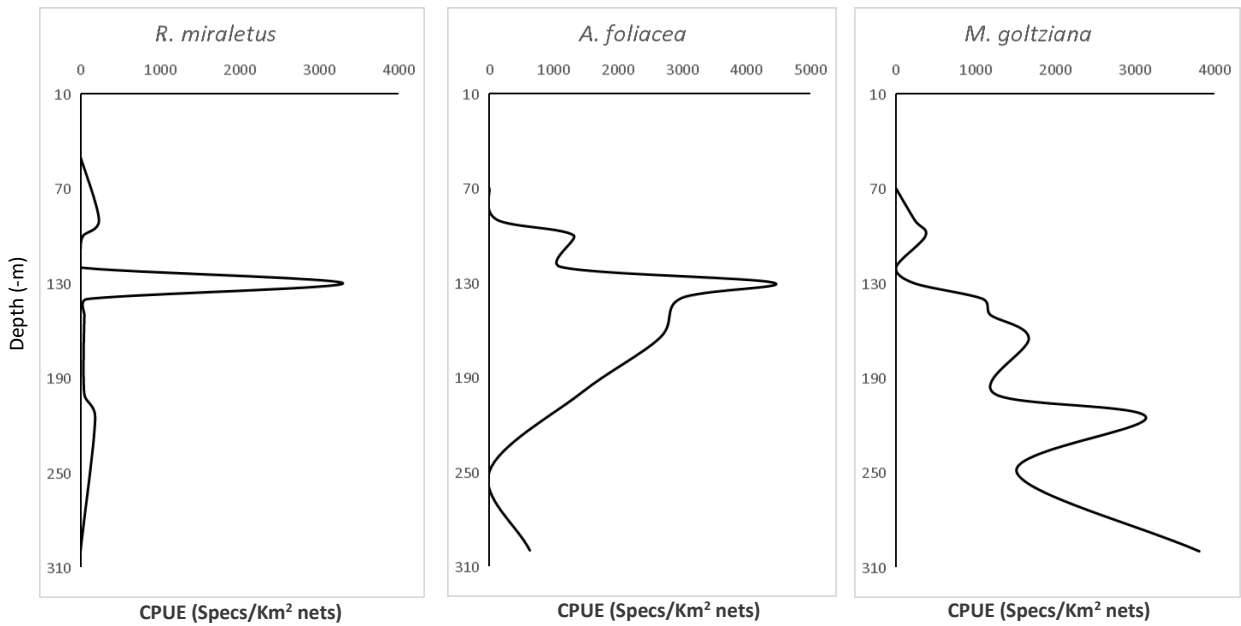 R. miraletus
0 1000 2000 3000 4000
10
70
130
190
250
310
Depth (-m)
CPUE (Specs/Km² nets)
A. foliacea
0 1000 2000 3000 4000 5000
10
70
130
190
250
310
CPUE (Specs/Km² nets)
M. goltziana
0 1000 2000 3000 4000
10
70
130
190
250
310
CPUE (Specs/Km² nets)